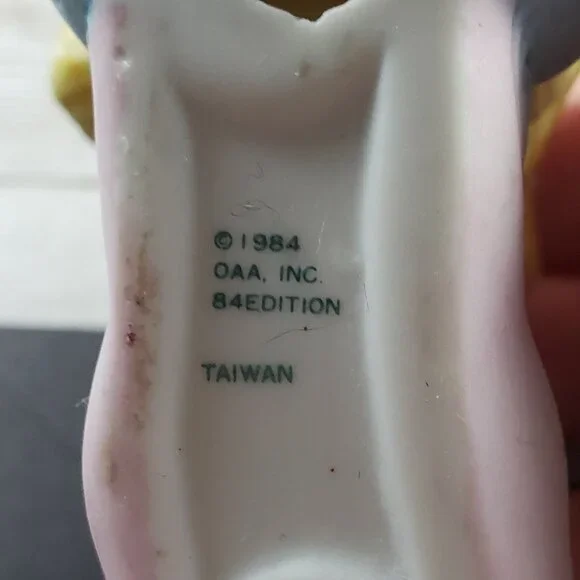 © 1984
OAA, INC.
84EDITION
TAIWAN